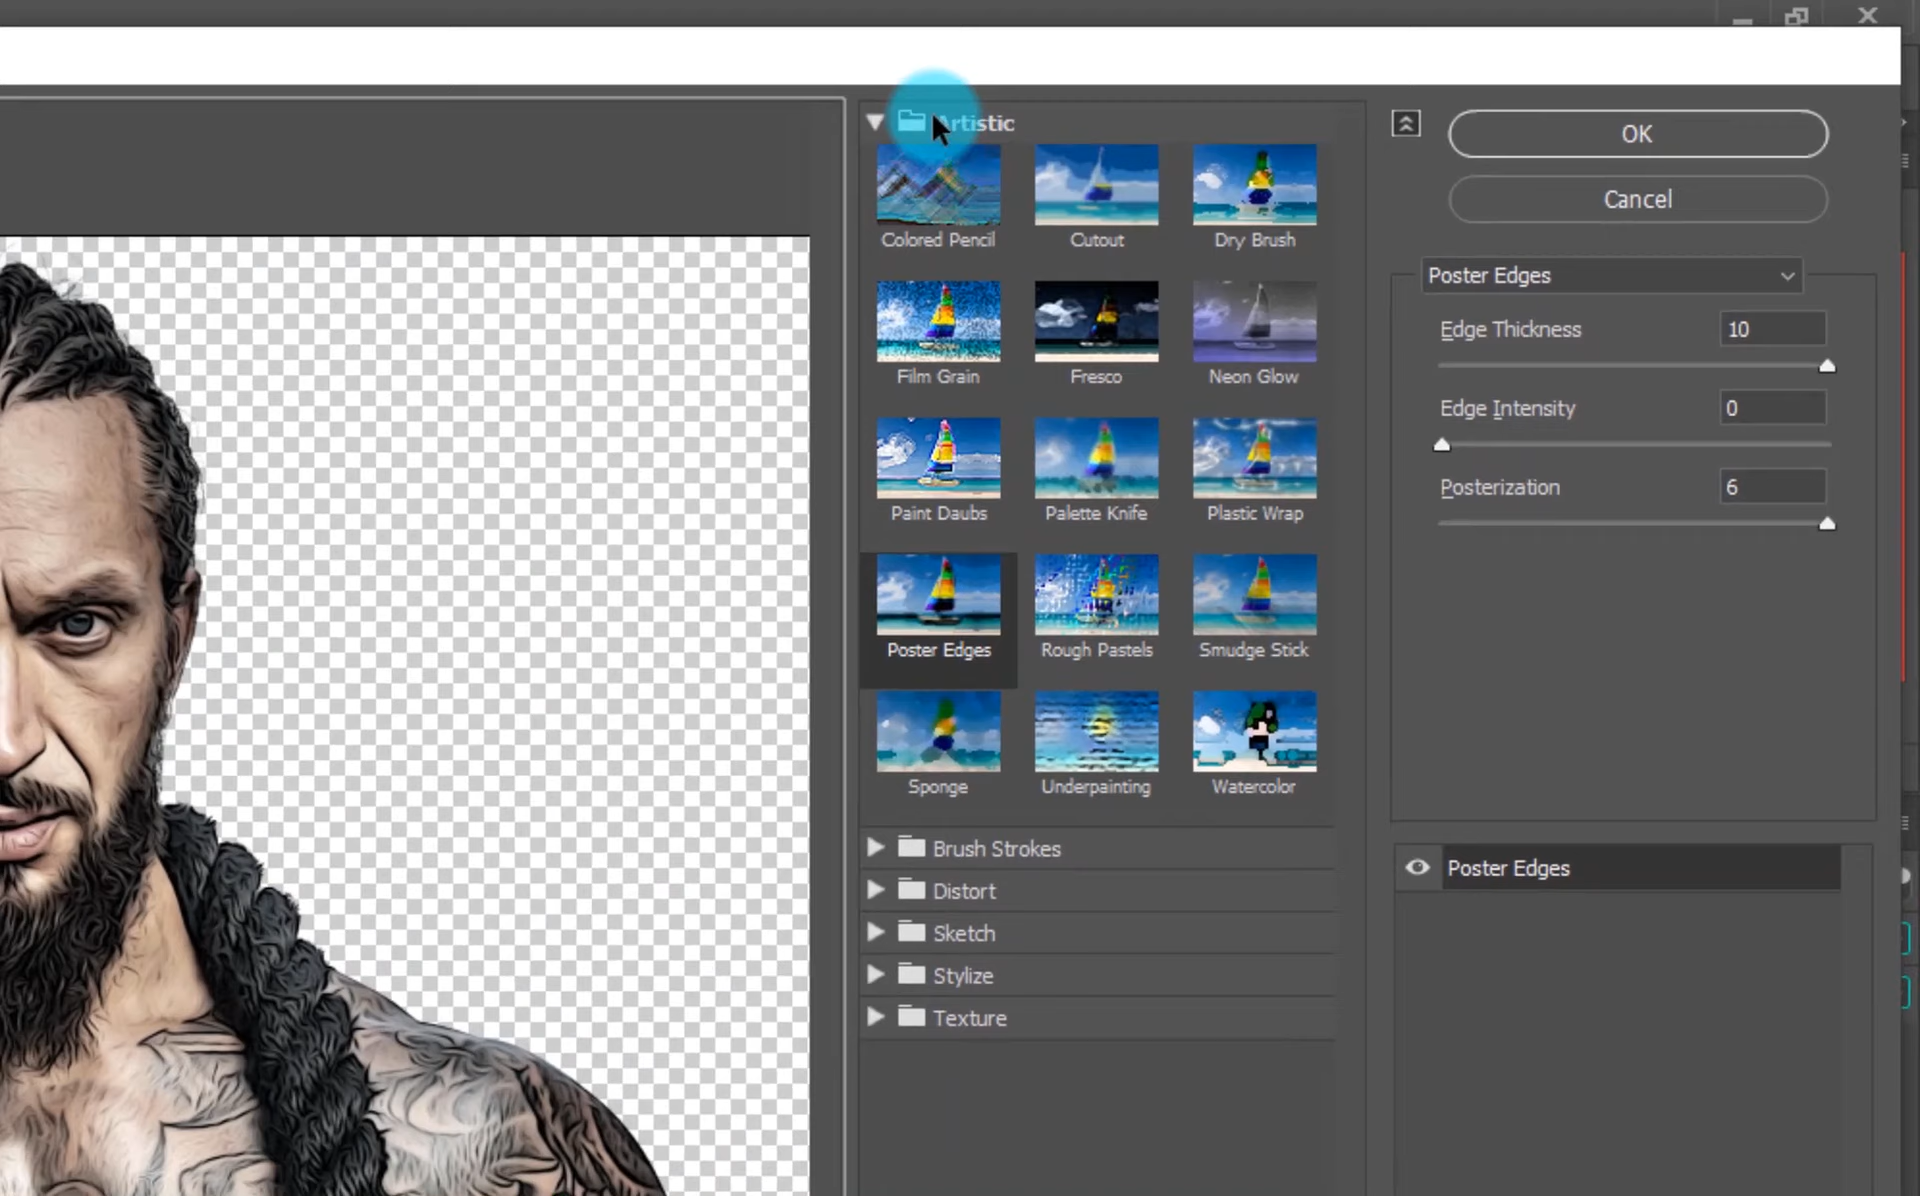 Artistic
Colored Pencil
Cutout
Dry Brush
Film Grain
Fresco
Neon Glow
Paint Daubs
Palette Knife
Plastic Wrap
Poster Edges
Rough Pastels
Smudge Stick
Sponge
Underpainting
Watercolor
Brush Strokes
Distort
Sketch
Stylize
Texture
OK
Cancel
Poster Edges
Edge Thickness 10
Edge Intensity 0
Posterization 6
Poster Edges